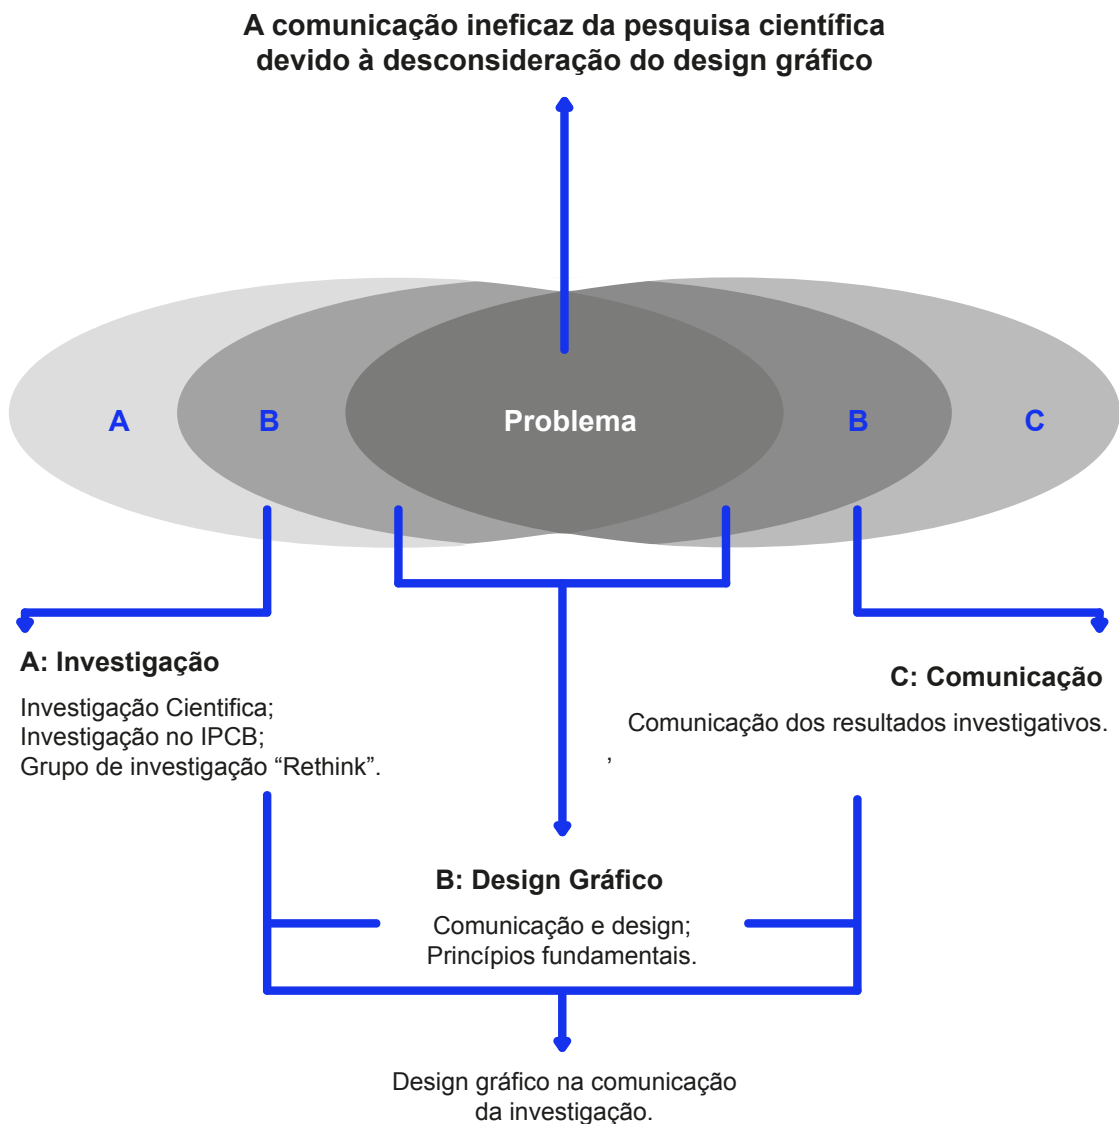 A comunicação ineficaz da pesquisa científica
devido à desconsideração do design gráfico
A
B
Problema
B
C
A: Investigação
Investigação Cientifica;
Investigação no IPCB;
Grupo de investigação “Rethink”.
C: Comunicação
Comunicação dos resultados investigativos.
,
B: Design Gráfico
Comunicação e design;
Princípios fundamentais.
Design gráfico na comunicação
da investigação.